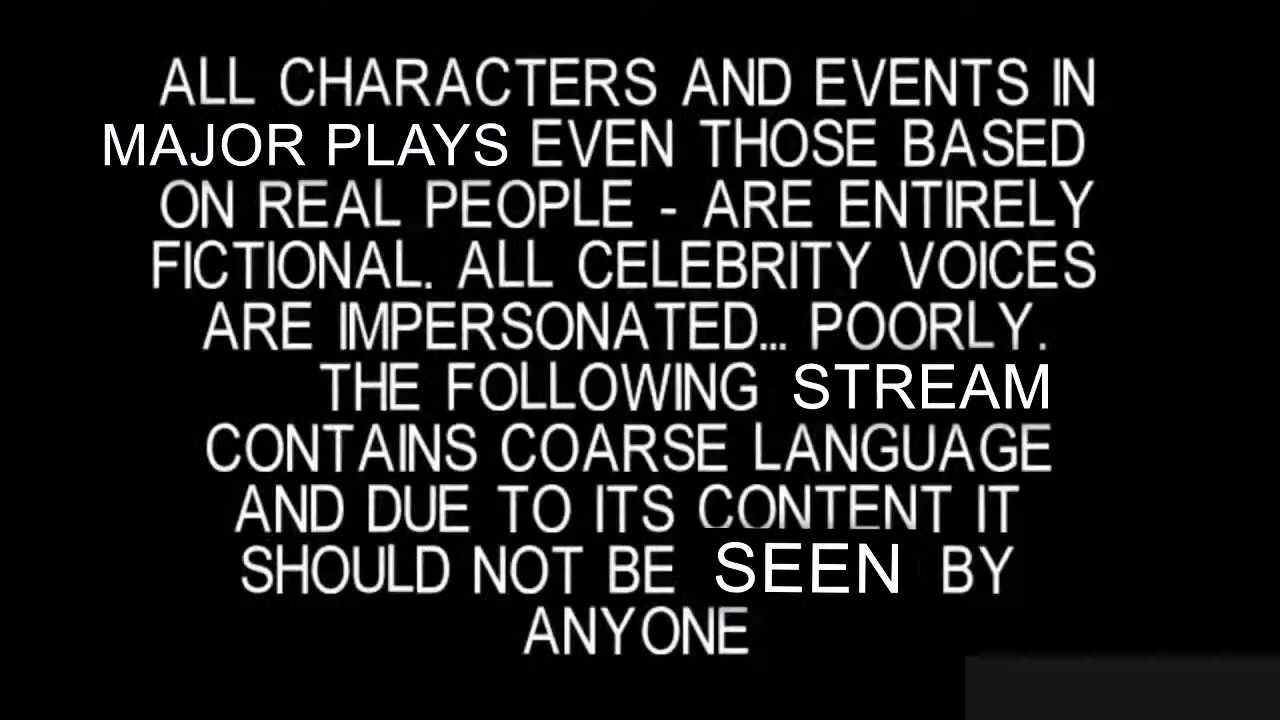 ALL CHARACTERS AND EVENTS IN
MAJOR PLAYS EVEN THOSE BASED
ON REAL PEOPLE - ARE ENTIRELY
FICTIONAL. ALL CELEBRITY VOICES
ARE IMPERSONATED... POORLY.
THE FOLLOWING STREAM
CONTAINS COARSE LANGUAGE
AND DUE TO ITS CONTENT IT
SHOULD NOT BE SEEN BY
ANYONE